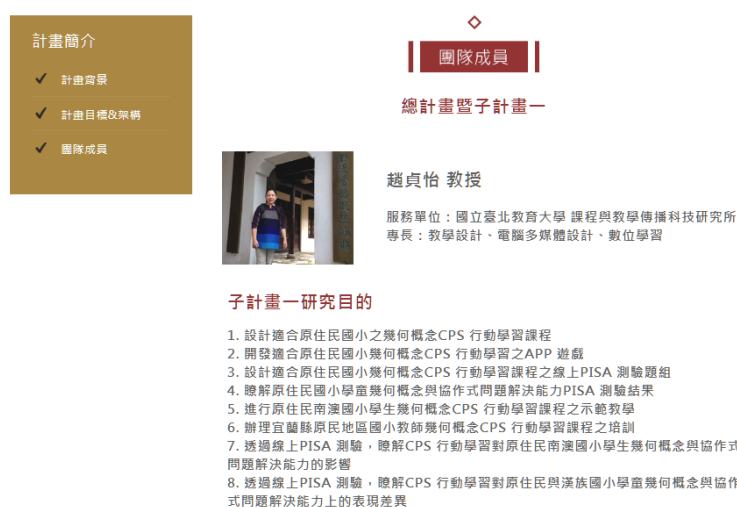 計畫簡介
計畫背景
計畫目標&架構
團隊成員
團隊成員
總計畫暨子計畫一
趙貞怡 教授
服務單位：國立臺北教育大學 課程與教學傳播科技研究所
專長：教學設計、電腦多媒體設計、數位學習
子計畫一研究目的
1. 設計適合原住民國小之幾何概念CPS 行動學習課程
2. 開發適合原住民國小幾何概念CPS 行動學習之APP 遊戲
3. 設計適合原住民國小幾何概念CPS 行動學習課程之線上PISA 測驗題組
4. 瞭解原住民國小學童幾何概念與協作式問題解決能力PISA 測驗結果
5. 進行原住民南澳國小學生幾何概念CPS 行動學習課程之示範教學
6. 辦理宜蘭縣原民地區國小教師幾何概念CPS 行動學習課程之培訓
7. 透過線上PISA 測驗，瞭解CPS 行動學習對原住民南澳國小學生幾何概念與協作式
問題解決能力的影響
8. 透過線上PISA 測驗，瞭解CPS 行動學習對原住民與漢族國小學童幾何概念與協作
式問題解決能力上的表現差異